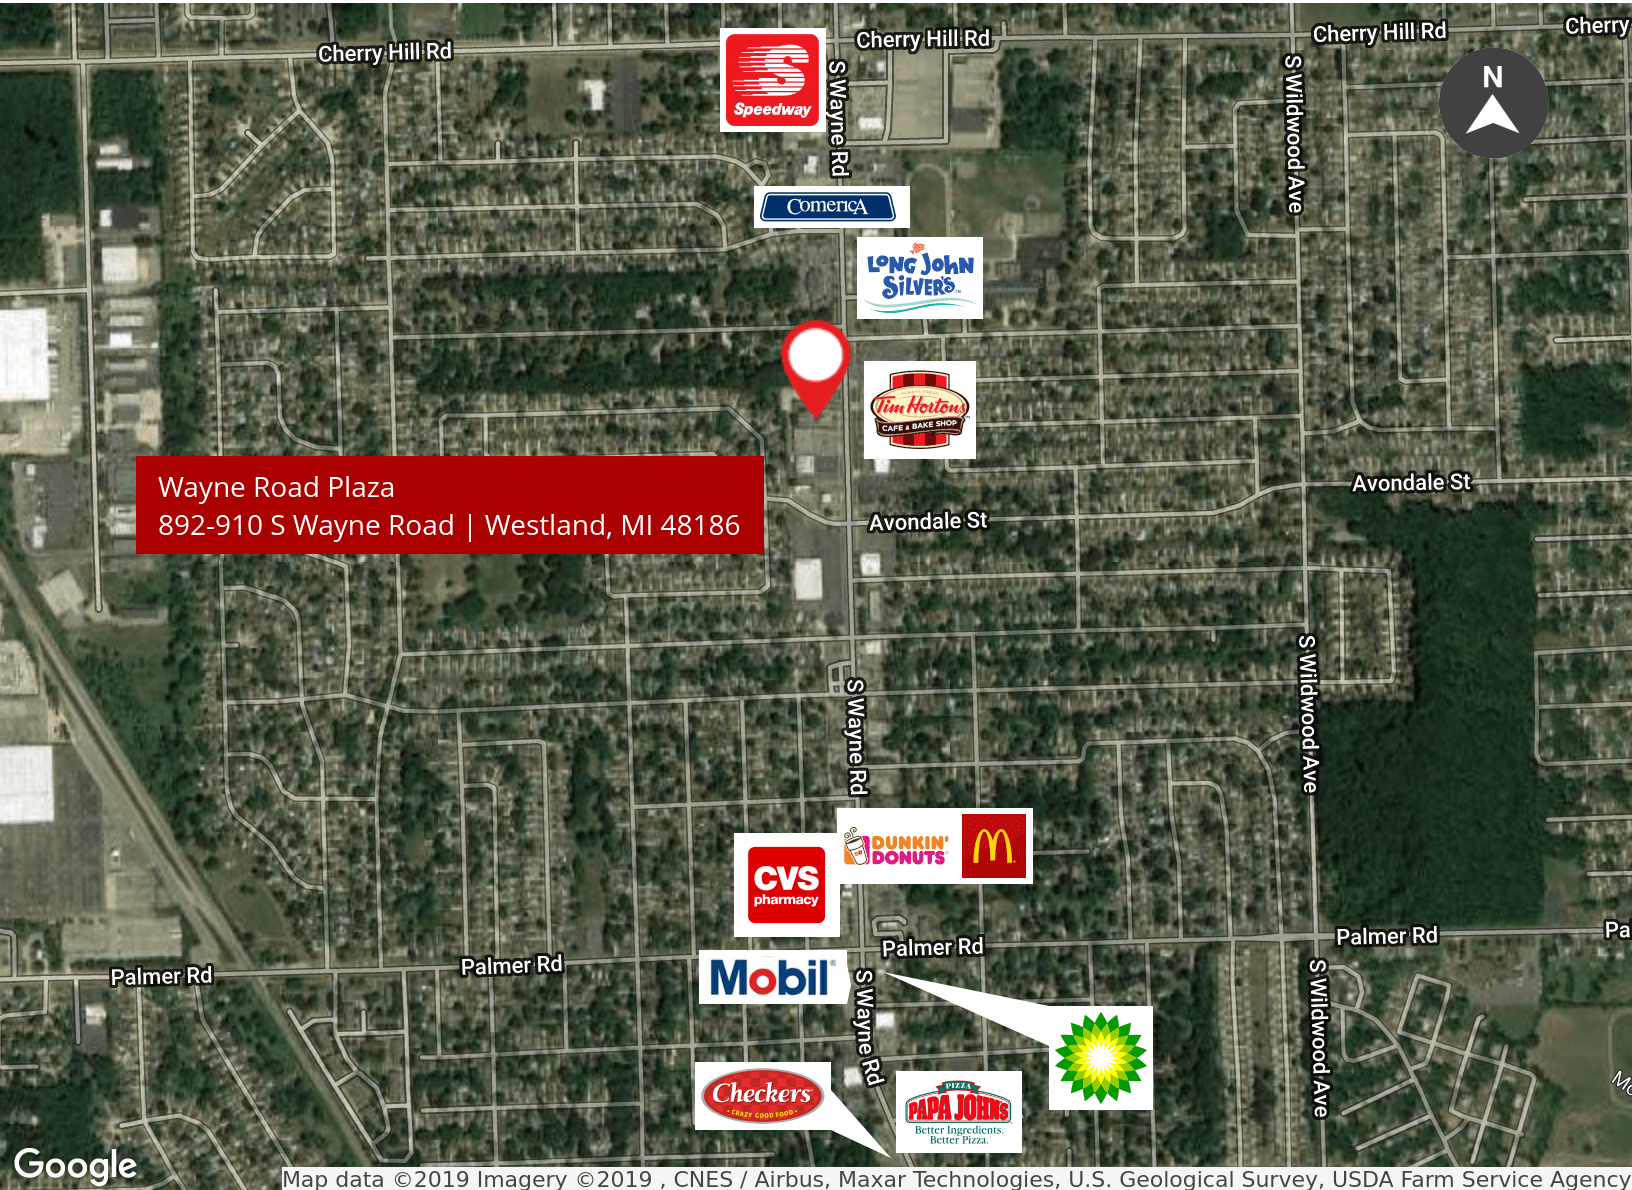 Cherry Hill Rd
Cherry Hill Rd
Cherry Hill Rd
Cherry
S Wayne Rd
S Wildwood Ave
N
Speedway
Comerica
Long John
Silver's
Tim Hortons
CAFE & BAKE SHOP
Wayne Road Plaza
892-910 S Wayne Road | Westland, MI 48186
Avondale St
Avondale St
S Wayne Rd
S Wildwood Ave
DUNKIN'
DONUTS
CVS
pharmacy
Palmer Rd
Palmer Rd
Palmer Rd
Palmer Rd
Pa
Mobil
S Wayne Rd
S Wildwood Ave
Checkers
CRAZY GOOD FOOD
PIZZA
PAPA JOHNS
Better Ingredients.
Better Pizza.
Mo
Google
Map data ©2019 Imagery ©2019 , CNES / Airbus, Maxar Technologies, U.S. Geological Survey, USDA Farm Service Agency